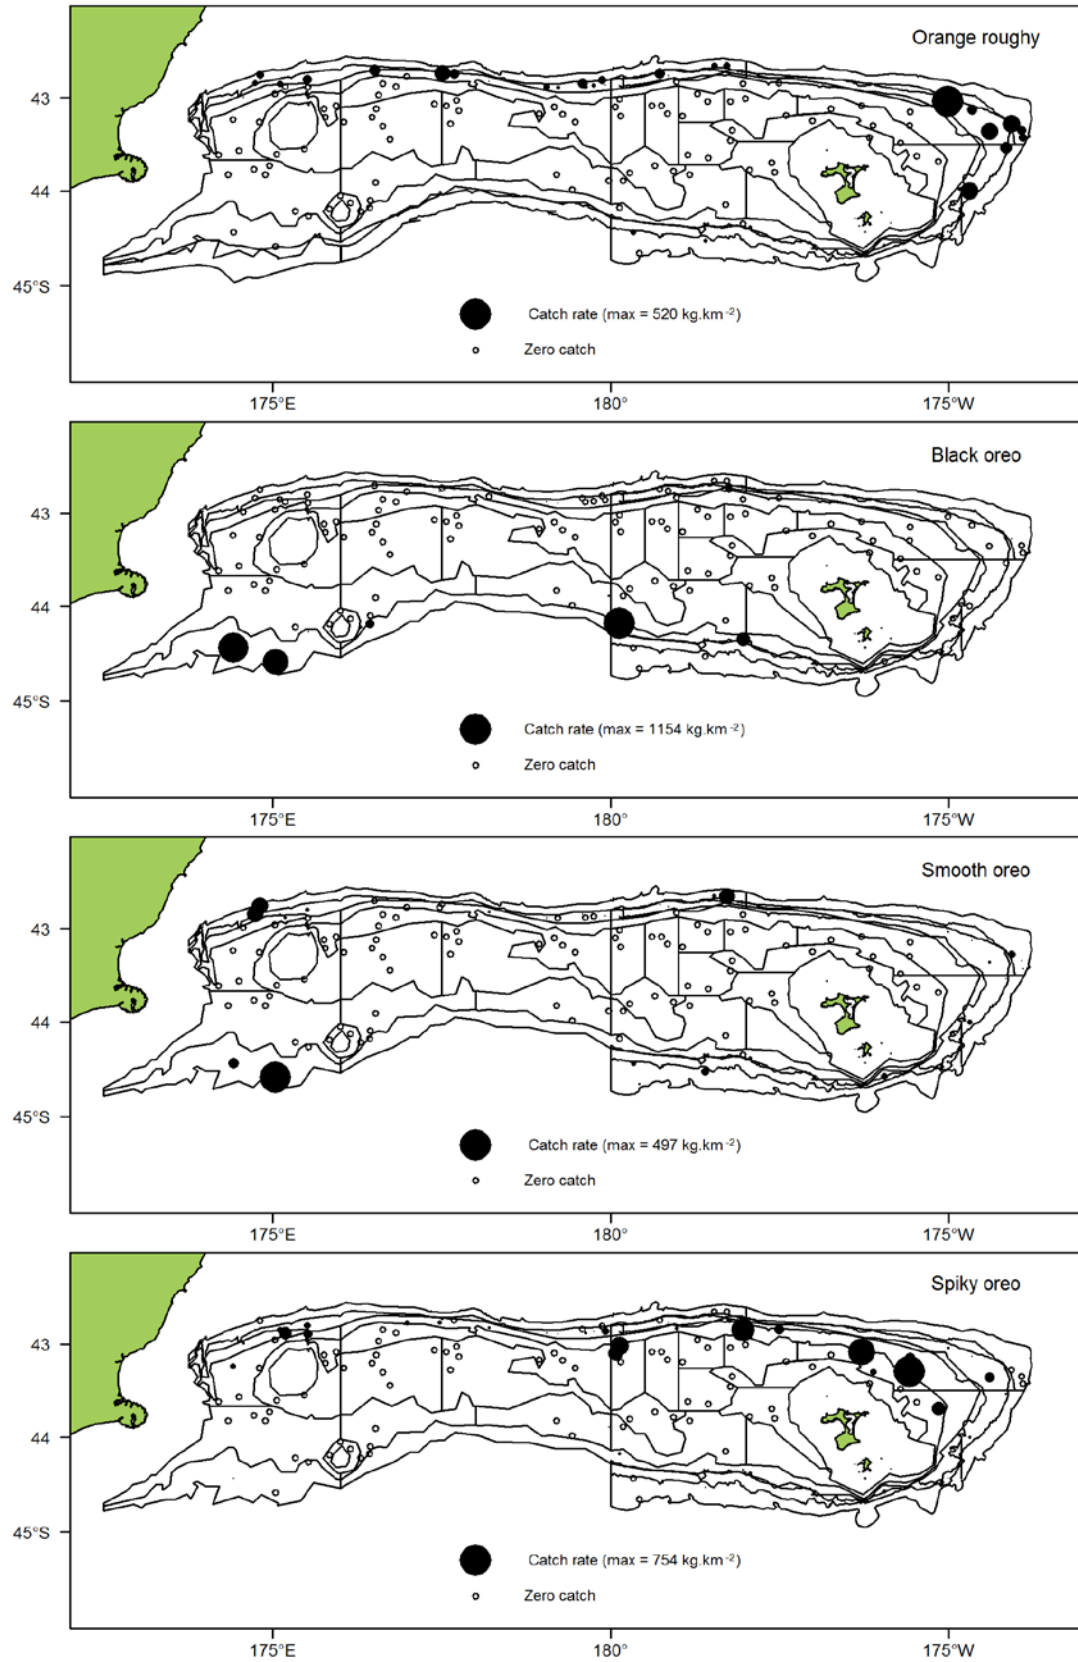 Orange roughy
43
44
45°S
Catch rate (max = 520 kg.km⁻²)
Zero catch
175°E
180°
175°W
Black oreo
43
44
45°S
Catch rate (max = 1154 kg.km⁻²)
Zero catch
175°E
180°
175°W
Smooth oreo
43
44
45°S
Catch rate (max = 497 kg.km⁻²)
Zero catch
175°E
180°
175°W
Spiky oreo
43
44
45°S
Catch rate (max = 754 kg.km⁻²)
Zero catch
175°E
180°
175°W